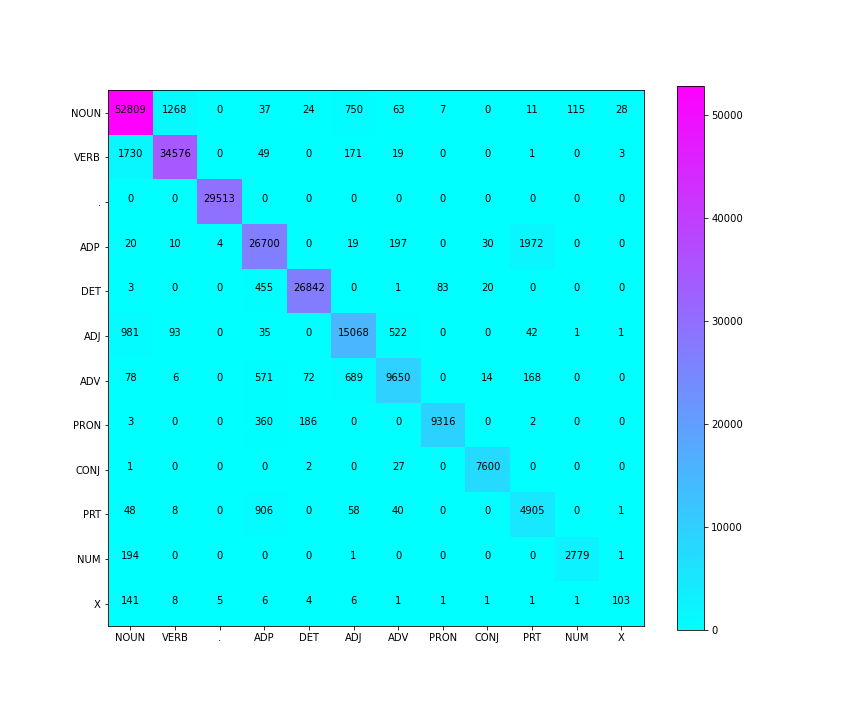 NOUN 52809 1268 0 37 24 750 63 7 0 11 115 28
VERB 1730 34576 0 49 0 171 19 0 0 1 0 3
. 0 0 29513 0 0 0 0 0 0 0 0 0
ADP 20 10 4 26700 0 19 197 0 30 1972 0 0
DET 3 0 0 455 26842 0 1 83 20 0 0 0
ADJ 981 93 0 35 0 15068 522 0 0 42 1 1
ADV 78 6 0 571 72 689 9650 0 14 168 0 0
PRON 3 0 0 360 186 0 0 9316 0 2 0 0
CONJ 1 0 0 0 2 0 27 0 7600 0 0 0
PRT 48 8 0 906 0 58 40 0 0 4905 0 1
NUM 194 0 0 0 0 1 0 0 0 0 2779 1
X 141 8 5 6 4 6 1 1 1 1 1 103
NOUN VERB . ADP DET ADJ ADV PRON CONJ PRT NUM X
50000
40000
30000
20000
10000
0